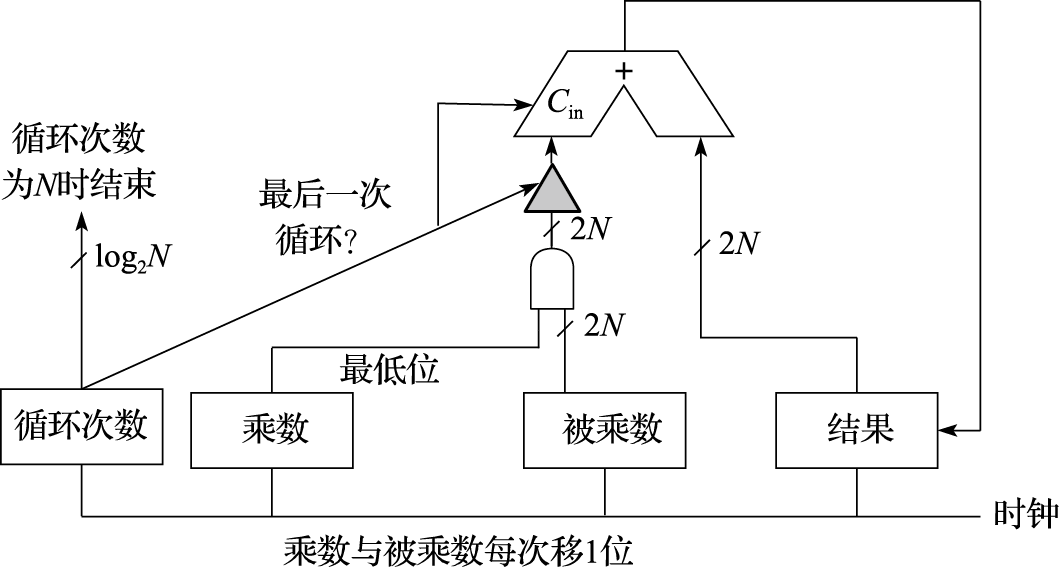 +
C_in
循环次数
为N时结束
log₂N
最后一次
循环?
2N
2N
2N
最低位
循环次数
乘数
被乘数
结果
时钟
乘数与被乘数每次移1位